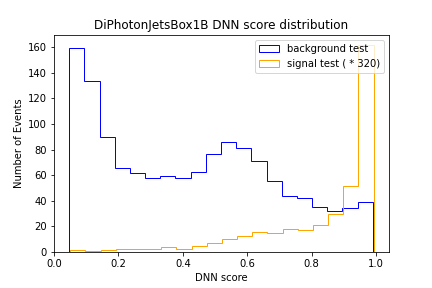 DiPhotonJetsBox1B DNN score distribution
background test
signal test ( * 320)
Number of Events
160
140
120
100
80
60
40
20
0
0.0 0.2 0.4 0.6 0.8 1.0
DNN score